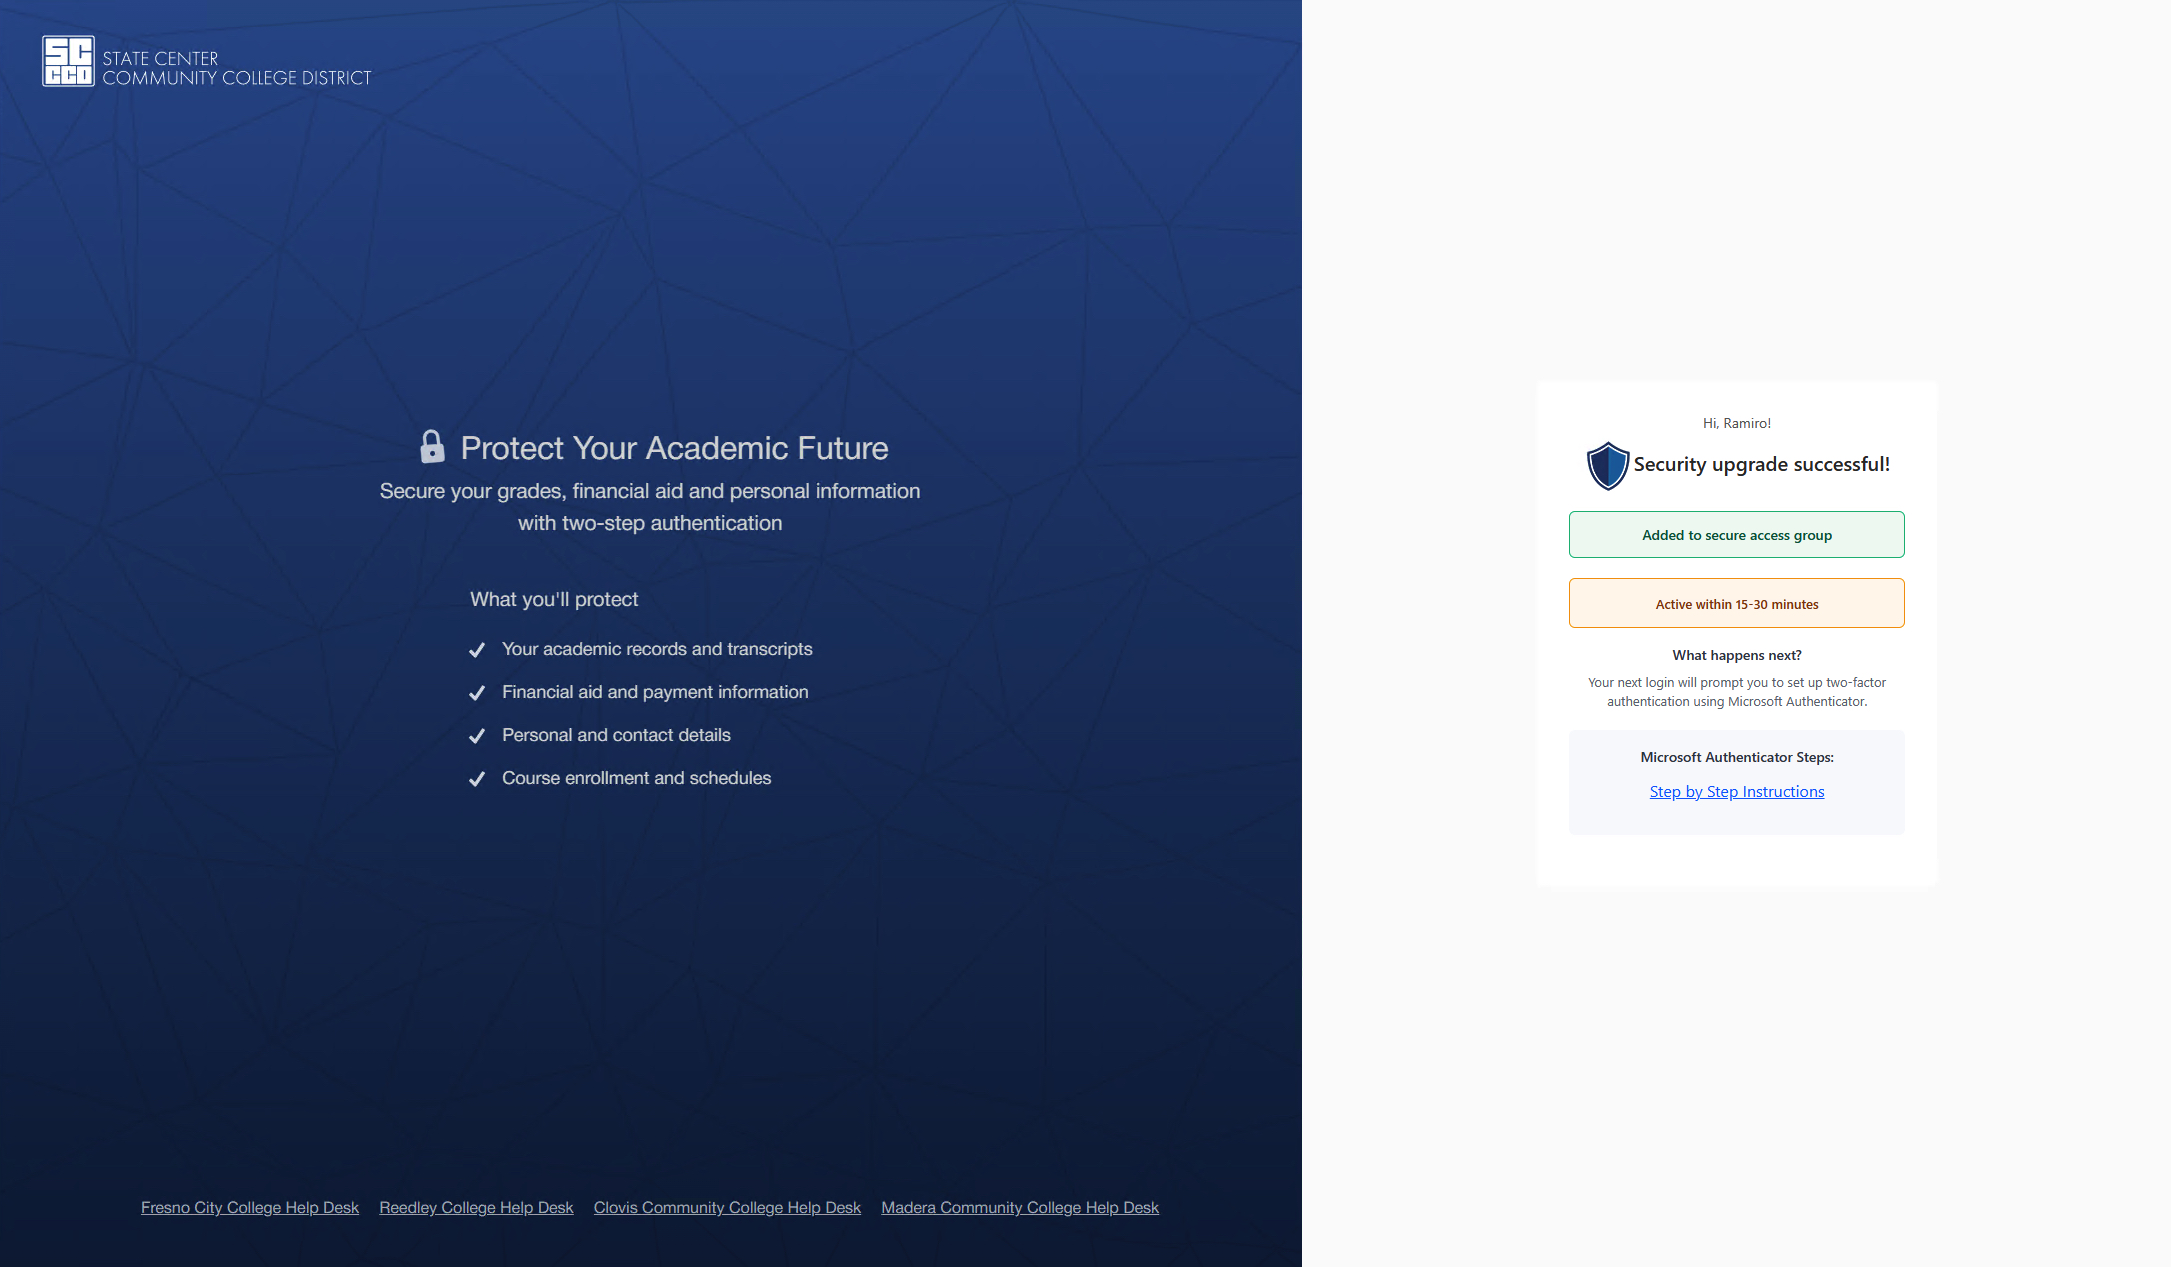 SC
CCD
STATE CENTER
COMMUNITY COLLEGE DISTRICT
Protect Your Academic Future
Secure your grades, financial aid and personal information
with two-step authentication
What you'll protect
Your academic records and transcripts
Financial aid and payment information
Personal and contact details
Course enrollment and schedules
Fresno City College Help Desk
Reedley College Help Desk
Clovis Community College Help Desk
Madera Community College Help Desk
Hi, Ramiro!
Security upgrade successful!
Added to secure access group
Active within 15-30 minutes
What happens next?
Your next login will prompt you to set up two-factor
authentication using Microsoft Authenticator.
Microsoft Authenticator Steps:
Step by Step Instructions